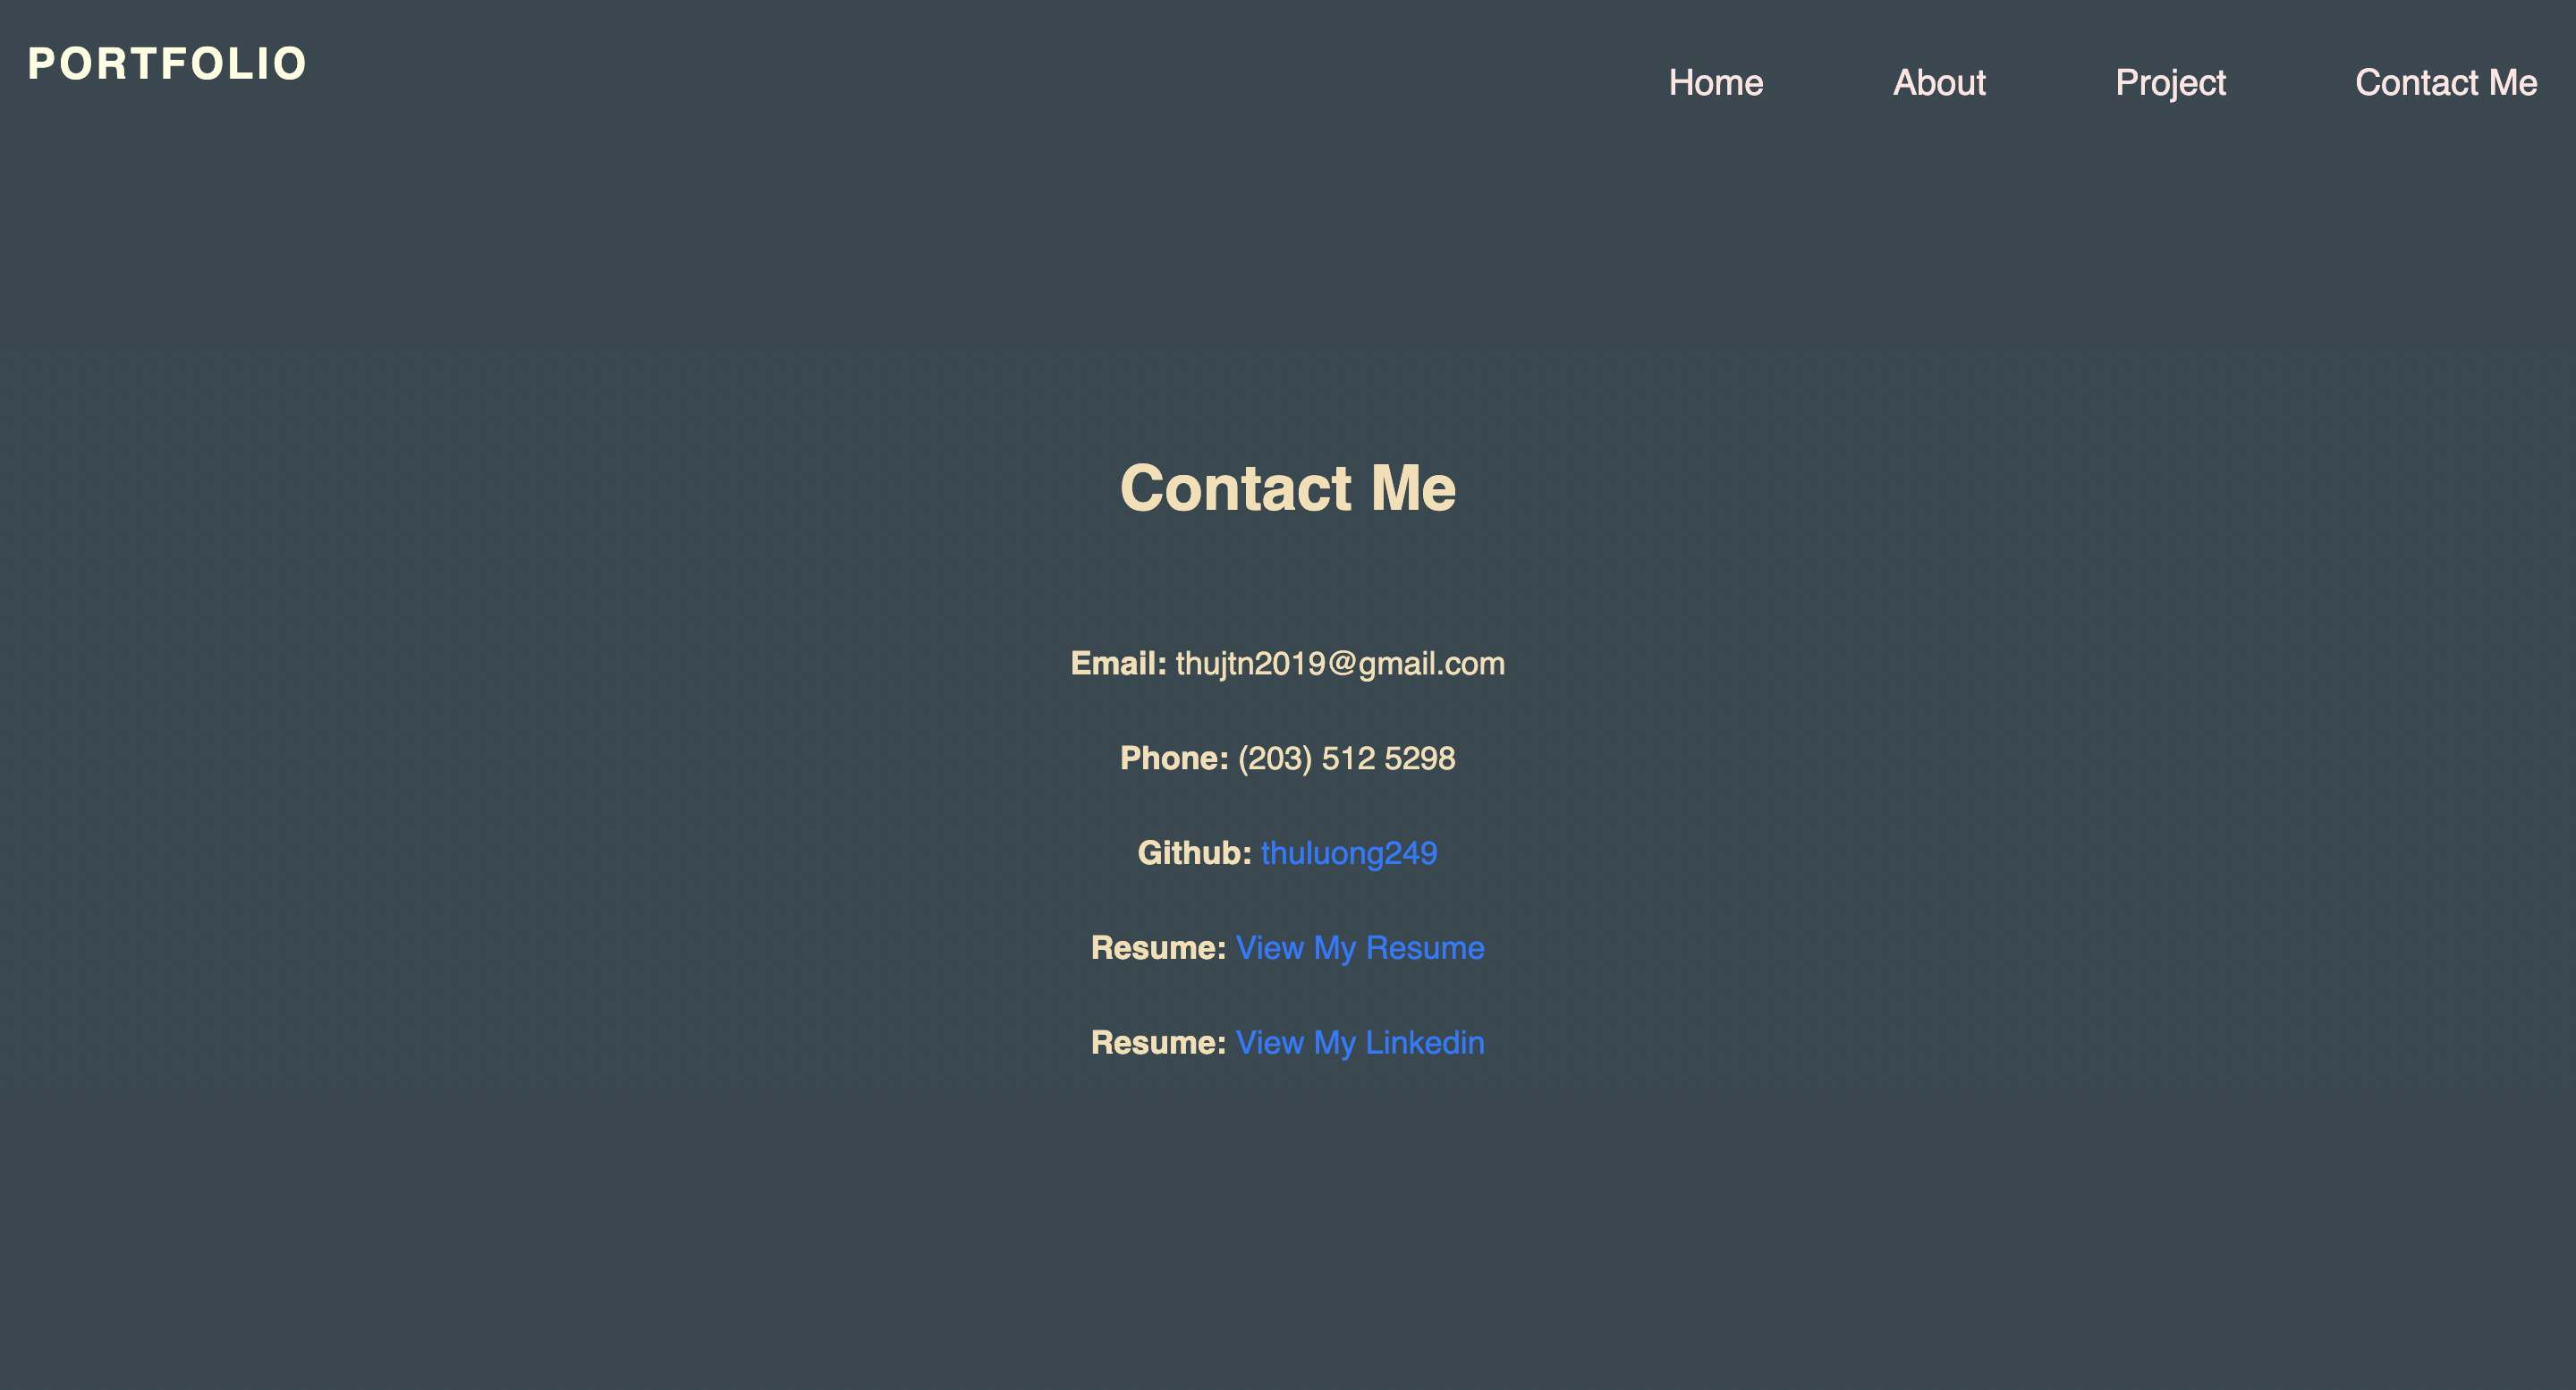 PORTFOLIO
Home About Project Contact Me
Contact Me
Email: thujtn2019@gmail.com
Phone: (203) 512 5298
Github: thuluong249
Resume: View My Resume
Resume: View My Linkedin